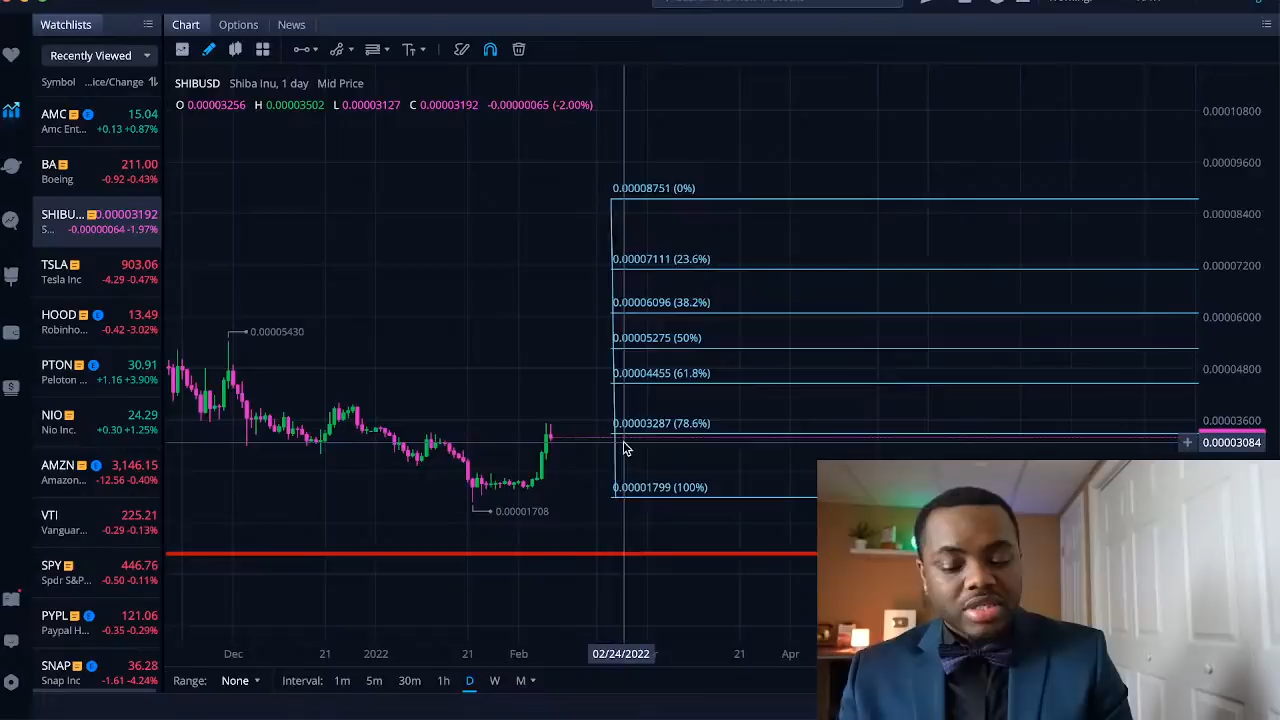 Watchlists
Chart Options News
Recently Viewed
Symbol ...ice/Change
AMC 15.04
Amc Ent... +0.13 +0.87%
BA 211.00
Boeing -0.92 -0.43%
SHIBU... 0.00003192
S... -0.00000064 -1.97%
TSLA 903.06
Tesla Inc -4.29 -0.47%
HOOD 13.49
Robinho... -0.42 -3.02%
PTON 30.91
Peloton ... +1.16 +3.90%
NIO 24.29
Nio Inc. +0.30 +1.25%
AMZN 3,146.15
Amazon... -12.56 -0.40%
VTI 225.21
Vanguar... -0.29 -0.13%
SPY 446.76
Spdr S&P... -0.50 -0.11%
PYPL 121.06
Paypal H... -0.35 -0.29%
SNAP 36.28
Snap Inc -1.61 -4.24%
SHIBUSD Shiba Inu, 1 day Mid Price
O 0.00003256 H 0.00003502 L 0.00003127 C 0.00003192 -0.00000065 (-2.00%)
0.00008751 (0%)
0.00007111 (23.6%)
0.00006096 (38.2%)
0.00005275 (50%)
0.00004455 (61.8%)
0.00003287 (78.6%)
0.00001799 (100%)
0.00005430
0.00001708
0.00010800
0.00009600
0.00008400
0.00007200
0.00006000
0.00004800
0.00003600
0.00003084
Dec 21 2022 21 Feb 02/24/2022 21 Apr
Range: None Interval: 1m 5m 30m 1h D W M